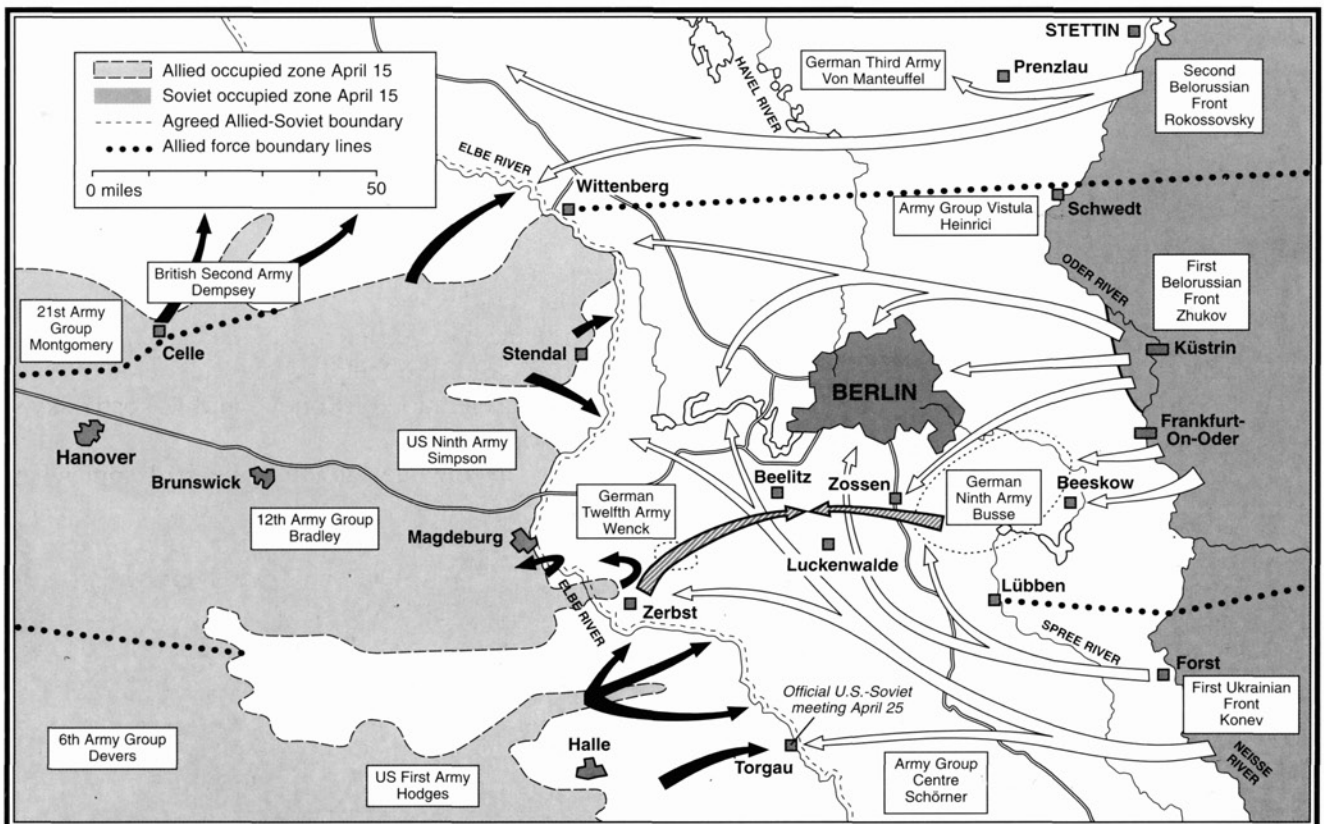 Allied occupied zone April 15
Soviet occupied zone April 15
Agreed Allied-Soviet boundary
Allied force boundary lines
0 miles
50
STETTIN
Prenzlau
German Third Army
Von Manteuffel
HAVEL RIVER
Second
Belorussian
Front
Rokossovsky
ELBE RIVER
Wittenberg
Army Group Vistula
Heinrici
Schwedt
ODER RIVER
First
Belorussian
Front
Zhukov
British Second Army
Dempsey
21st Army
Group
Montgomery
Celle
Stendal
Küstrin
BERLIN
Frankfurt-
On-Oder
Hanover
US Ninth Army
Simpson
Brunswick
Beelitz
Zossen
German
Ninth Army
Busse
Beeskow
German
Twelfth Army
Wenck
12th Army Group
Bradley
Magdeburg
Luckenwalde
Lübben
ELBE RIVER
Zerbst
SPREE RIVER
Forst
First Ukrainian
Front
Konev
Official U.S.-Soviet
meeting April 25
6th Army Group
Devers
Halle
Torgau
US First Army
Hodges
Army Group
Centre
Schörner
NEISSE
RIVER